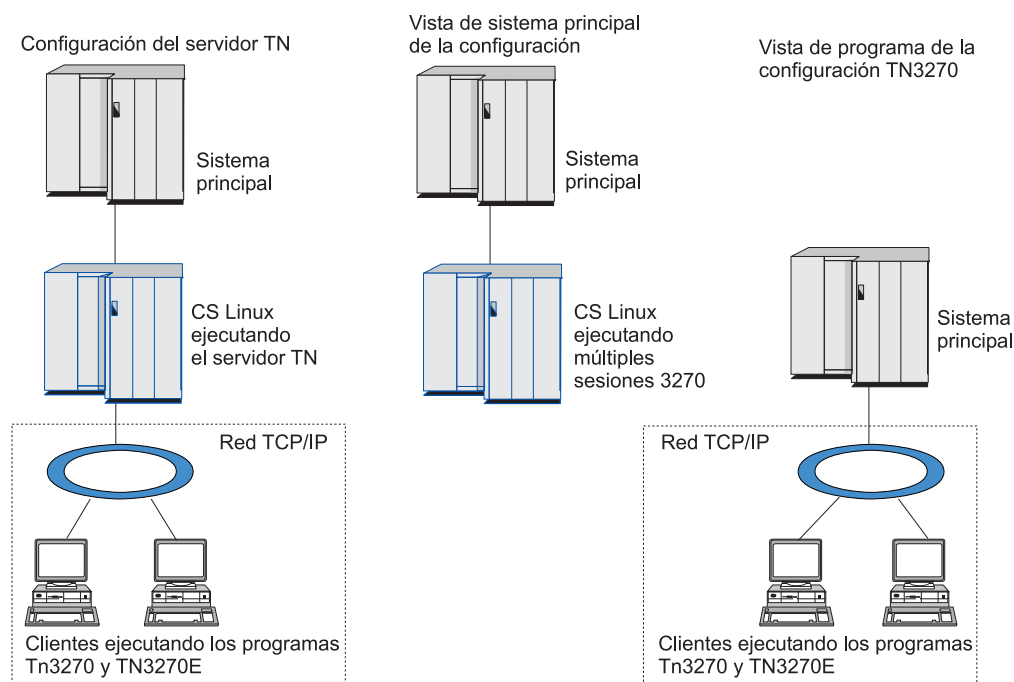 Configuración del servidor TN
Sistema
principal
CS Linux
ejecutando
el servidor TN
Red TCP/IP
Clientes ejecutando los programas
Tn3270 y TN3270E
Vista de sistema principal
de la configuración
Sistema
principal
CS Linux
ejecutando
múltiples
sesiones 3270
Vista de programa de la
configuración TN3270
Sistema
principal
Red TCP/IP
Clientes ejecutando los programas
Tn3270 y TN3270E